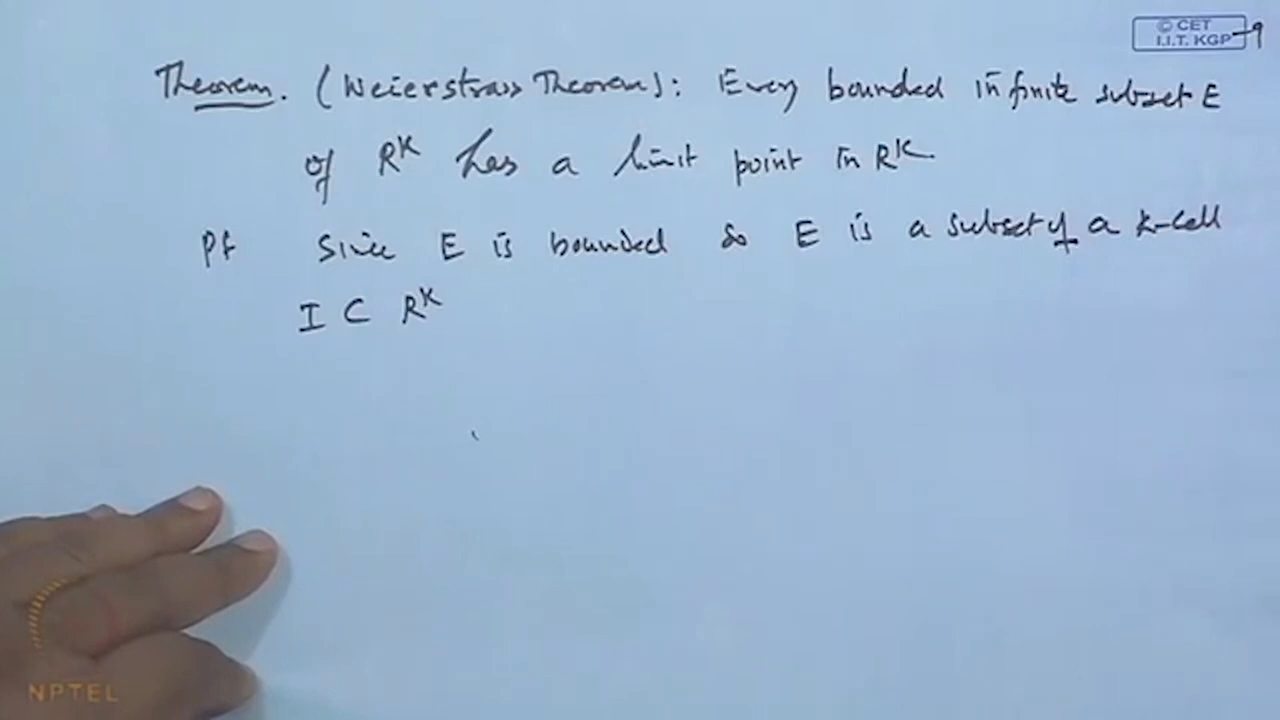 © CET
I.I.T. KGP
9
Theorem. (Weierstrass Theorem): Every bounded infinite subset E
of R^K has a limit point in R^K.
Pf Since E is bounded so E is a subset of a K-cell
I ⊂ R^K
NPTEL